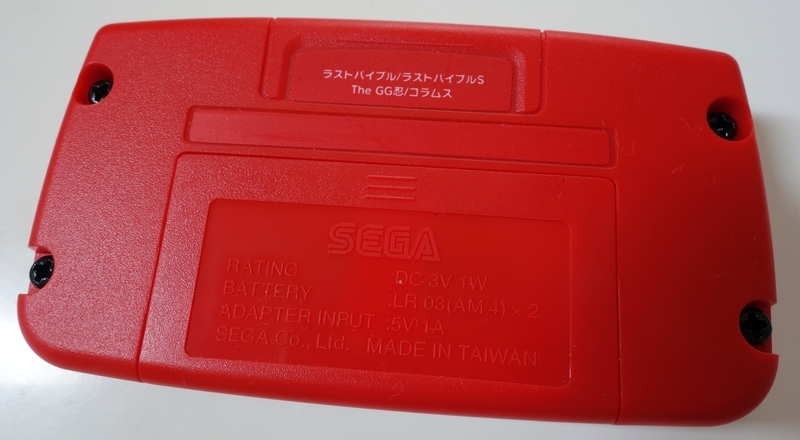 ラストバイブル/ラストバイブルS
The GG忍/コラムス
SEGA
RATING :DC 3V 1W
BATTERY :LR 03(AM 4)×2
ADAPTER INPUT :5V 1A
SEGA Co., Ltd. MADE IN TAIWAN